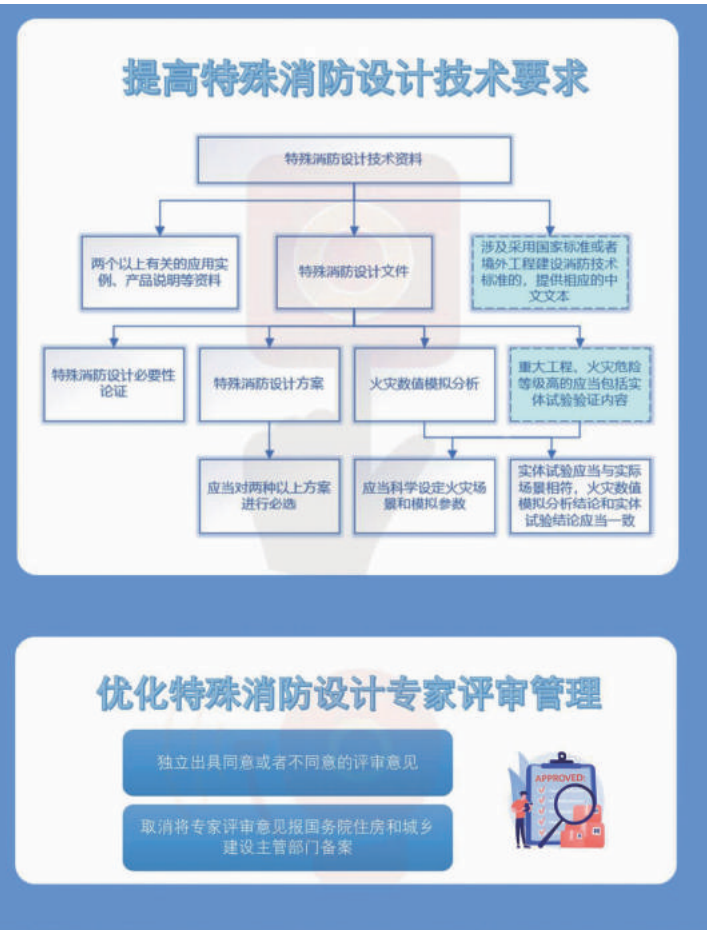 提高特殊消防设计技术要求
特殊消防设计技术资料
两个以上有关的应用实
例、产品说明等资料
特殊消防设计文件
涉及采用国家标准或者
境外工程建设消防技术
标准的，提供相应的中
文文本
特殊消防设计必要性
论证
特殊消防设计方案
火灾数值模拟分析
重大工程、火灾危险
等级高的应当包括实
体试验验证内容
应当对两种以上方案
进行必选
应当科学设定火灾场
景和模拟参数
实体试验应当与实际
场景相符，火灾数值
模拟分析结论和实体
试验结论应当一致
优化特殊消防设计专家评审管理
独立出具同意或者不同意的评审意见
取消将专家评审意见报国务院住房和城乡
建设主管部门备案
APPROVED: